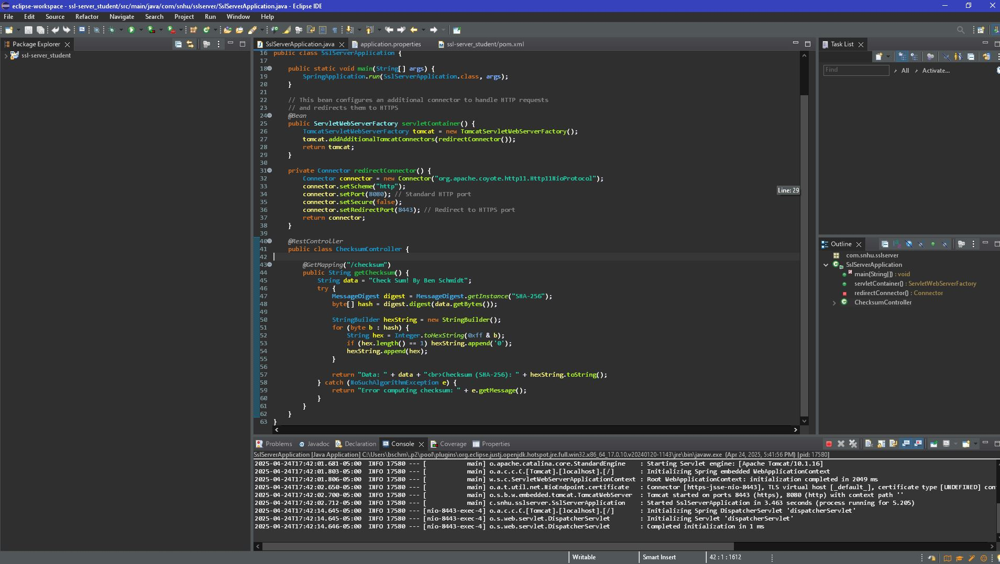 eclipse-workspace - ssl-server_student/src/main/java/com/snhu/sslserver/SslServerApplication.java - Eclipse IDE
File Edit Source Refactor Navigate Search Project Run Window Help
Package Explorer
ssl-server_student
SslServerApplication.java
application.properties
ssl-server_student/pom.xml
16 public class SslServerApplication {
17
18 public static void main(String[] args) {
19 SpringApplication.run(SslServerApplication.class, args);
20 }
21
22 // This bean configures an additional connector to handle HTTP requests
23 // and redirects them to HTTPS
24 @Bean
25 public ServletWebServerFactory servletContainer() {
26 TomcatServletWebServerFactory tomcat = new TomcatServletWebServerFactory();
27 tomcat.addAdditionalTomcatConnectors(redirectConnector());
28 return tomcat;
29 }
30
31 private Connector redirectConnector() {
32 Connector connector = new Connector("org.apache.coyote.http11.Http11NioProtocol");
33 connector.setScheme("http");
34 connector.setPort(8080); // Standard HTTP port
35 connector.setSecure(false);
36 connector.setRedirectPort(8443); // Redirect to HTTPS port
37 return connector;
38 }
39
40 @RestController
41 public class ChecksumController {
42
43 @GetMapping("/checksum")
44 public String getChecksum() {
45 String data = "Check Sum! By Ben Schmidt";
46 try {
47 MessageDigest digest = MessageDigest.getInstance("SHA-256");
48 byte[] hash = digest.digest(data.getBytes());
49
50 StringBuilder hexString = new StringBuilder();
51 for (byte b : hash) {
52 String hex = Integer.toHexString(0xff & b);
53 if (hex.length() == 1) hexString.append('0');
54 hexString.append(hex);
55 }
56
57 return "Data: " + data + "<br>Checksum (SHA-256): " + hexString.toString();
58 } catch (NoSuchAlgorithmException e) {
59 return "Error computing checksum: " + e.getMessage();
60 }
61 }
62 }
63 }
Line: 29
Task List
Find
All
Activate...
Outline
com.snhu.sslserver
SslServerApplication
main(String[]) : void
servletContainer() : ServletWebServerFactory
redirectConnector() : Connector
ChecksumController
Problems Javadoc Declaration Console Coverage Properties
SslServerApplication [Java Application] C:\Users\bschm\.p2\pool\plugins\org.eclipse.justj.openjdk.hotspot.jre.full.win32.x86_64_17.0.10.v20240120-1143\jre\bin\javaw.exe (Apr 24, 2025, 5:41:56 PM) [pid: 17580]
2025-04-24T17:42:01.681-05:00 INFO 17580 --- [ main] o.apache.catalina.core.StandardEngine : Starting Servlet engine: [Apache Tomcat/10.1.16]
2025-04-24T17:42:01.803-05:00 INFO 17580 --- [ main] o.a.c.c.C.[Tomcat].[localhost].[/] : Initializing Spring embedded WebApplicationContext
2025-04-24T17:42:01.806-05:00 INFO 17580 --- [ main] w.s.c.ServletWebServerApplicationContext : Root WebApplicationContext: initialization completed in 2049 ms
2025-04-24T17:42:02.650-05:00 INFO 17580 --- [ main] o.a.t.util.net.NioEndpoint.certificate : Connector [https-jsse-nio-8443], TLS virtual host [_default_], certificate type [UNDEFINED] con
2025-04-24T17:42:02.700-05:00 INFO 17580 --- [ main] o.s.b.w.embedded.tomcat.TomcatWebServer : Tomcat started on ports 8443 (https), 8080 (http) with context path ''
2025-04-24T17:42:02.712-05:00 INFO 17580 --- [ main] c.snhu.sslserver.SslServerApplication : Started SslServerApplication in 3.463 seconds (process running for 5.205)
2025-04-24T17:42:14.645-05:00 INFO 17580 --- [nio-8443-exec-4] o.a.c.c.C.[Tomcat].[localhost].[/] : Initializing Spring DispatcherServlet 'dispatcherServlet'
2025-04-24T17:42:14.645-05:00 INFO 17580 --- [nio-8443-exec-4] o.s.web.servlet.DispatcherServlet : Initializing Servlet 'dispatcherServlet'
2025-04-24T17:42:14.646-05:00 INFO 17580 --- [nio-8443-exec-4] o.s.web.servlet.DispatcherServlet : Completed initialization in 1 ms
Writable
Smart Insert
42 : 1 : 1612